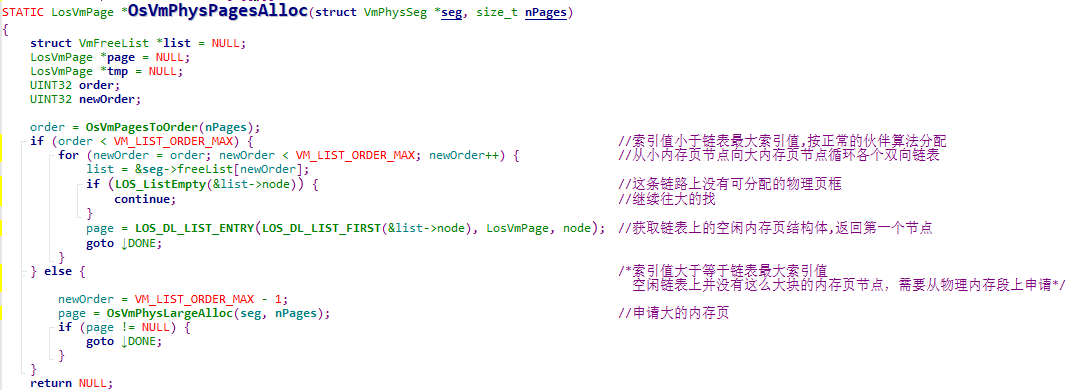 STATIC LosVmPage *OsVmPhysPagesAlloc(struct VmPhysSeg *seg, size_t nPages)
{
    struct VmFreeList *list = NULL;
    LosVmPage *page = NULL;
    LosVmPage *tmp = NULL;
    UINT32 order;
    UINT32 newOrder;

    order = OsVmPagesToOrder(nPages);
    if (order < VM_LIST_ORDER_MAX) { //索引值小于链表最大索引值,按正常的伙伴算法分配
        for (newOrder = order; newOrder < VM_LIST_ORDER_MAX; newOrder++) { //从小内存页节点向大内存页节点循环各个双向链表
            list = &seg->freeList[newOrder];
            if (LOS_ListEmpty(&list->node)) { //这条链路上没有可分配的物理页框
                continue; //继续往大的找
            }
            page = LOS_DL_LIST_ENTRY(LOS_DL_LIST_FIRST(&list->node), LosVmPage, node); //获取链表上的空闲内存页结构体,返回第一个节点
            goto ↓DONE;
        }
    } else { /*索引值大于等于链表最大索引值
空闲链表上并没有这么大块的内存页节点，需要从物理内存段上申请*/
        newOrder = VM_LIST_ORDER_MAX - 1;
        page = OsVmPhysLargeAlloc(seg, nPages); //申请大的内存页
        if (page != NULL) {
            goto ↓DONE;
        }
    }
    return NULL;